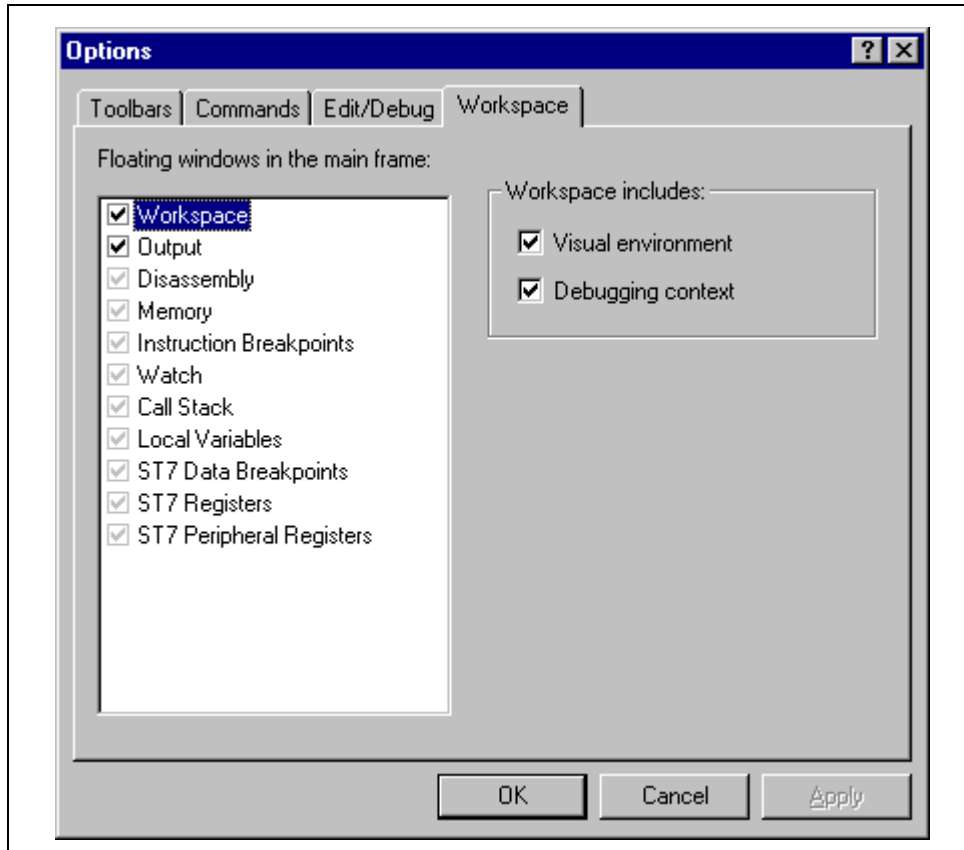 Options
Toolbars Commands Edit/Debug Workspace
Floating windows in the main frame:
Workspace
Output
Disassembly
Memory
Instruction Breakpoints
Watch
Call Stack
Local Variables
ST7 Data Breakpoints
ST7 Registers
ST7 Peripheral Registers
Workspace includes:
Visual environment
Debugging context
OK Cancel Apply